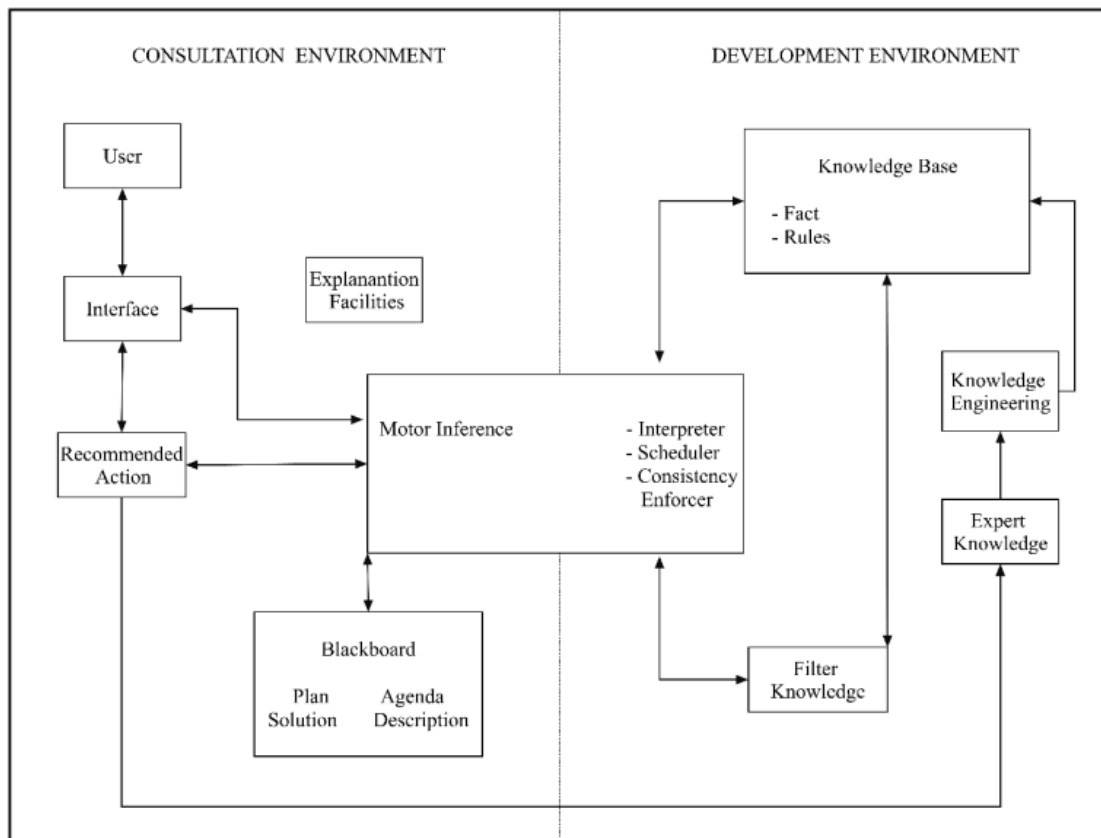 CONSULTATION ENVIRONMENT
DEVELOPMENT ENVIRONMENT
User
Interface
Explanantion
Facilities
Recommended
Action
Motor Inference
- Interpreter
- Scheduler
- Consistency
Enforcer
Blackboard
Plan
Solution
Agenda
Description
Knowledge Base
- Fact
- Rules
Knowledge
Engineering
Expert
Knowledge
Filter
Knowledge